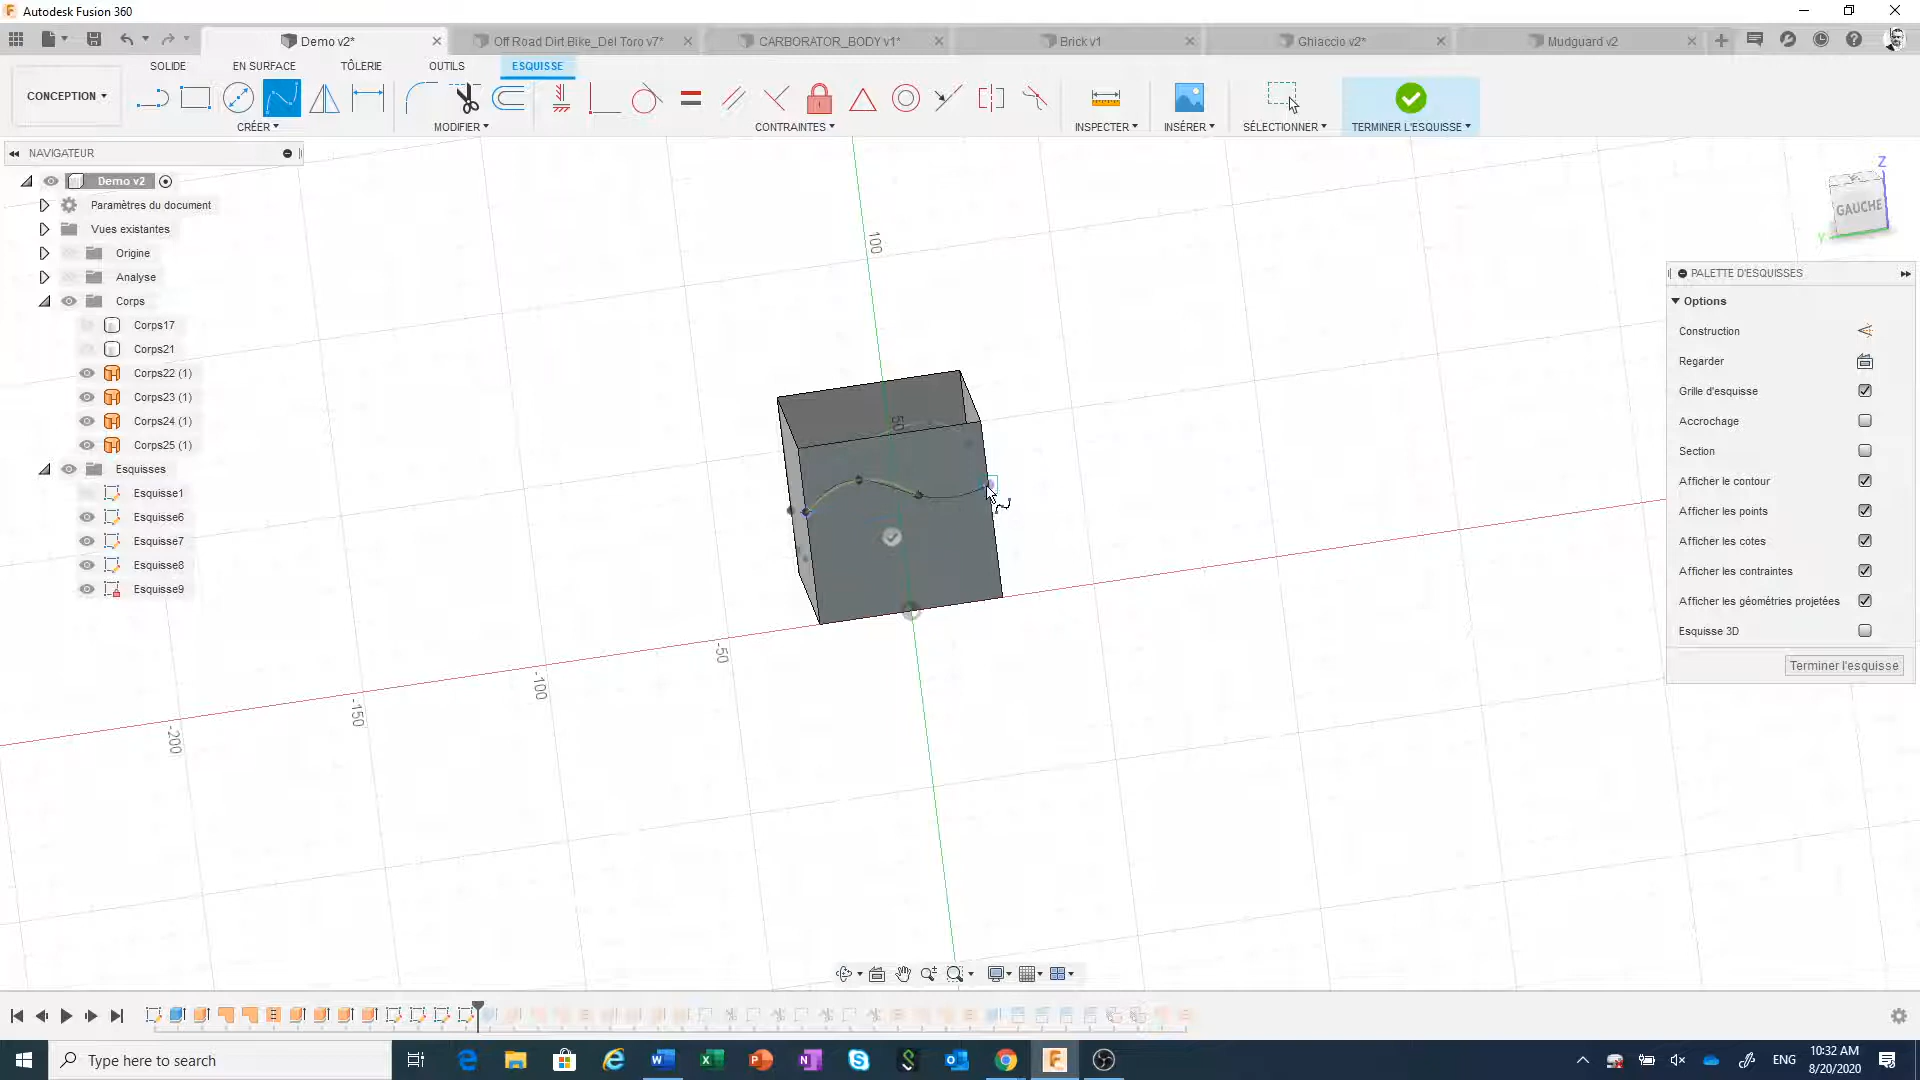 Autodesk Fusion 360
Demo v2*
Off Road Dirt Bike_Del Toro v7*
CARBORATOR_BODY v1*
Brick v1
Ghiaccio v2*
Mudguard v2
SOLIDE
EN SURFACE
TÔLERIE
OUTILS
ESQUISSE
CONCEPTION
CRÉER
MODIFIER
CONTRAINTES
INSPECTER
INSÉRER
SÉLECTIONNER
TERMINER L'ESQUISSE
NAVIGATEUR
Demo v2
Paramètres du document
Vues existantes
Origine
Analyse
Corps
Corps17
Corps21
Corps22 (1)
Corps23 (1)
Corps24 (1)
Corps25 (1)
Esquisses
Esquisse1
Esquisse6
Esquisse7
Esquisse8
Esquisse9
100
50
-50
-100
-150
-200
Z
GAUCHE
Y
PALETTE D'ESQUISSES
Options
Construction
Regarder
Grille d'esquisse
Accrochage
Section
Afficher le contour
Afficher les points
Afficher les cotes
Afficher les contraintes
Afficher les géométries projetées
Esquisse 3D
Terminer l'esquisse
Type here to search
ENG
10:32 AM
8/20/2020